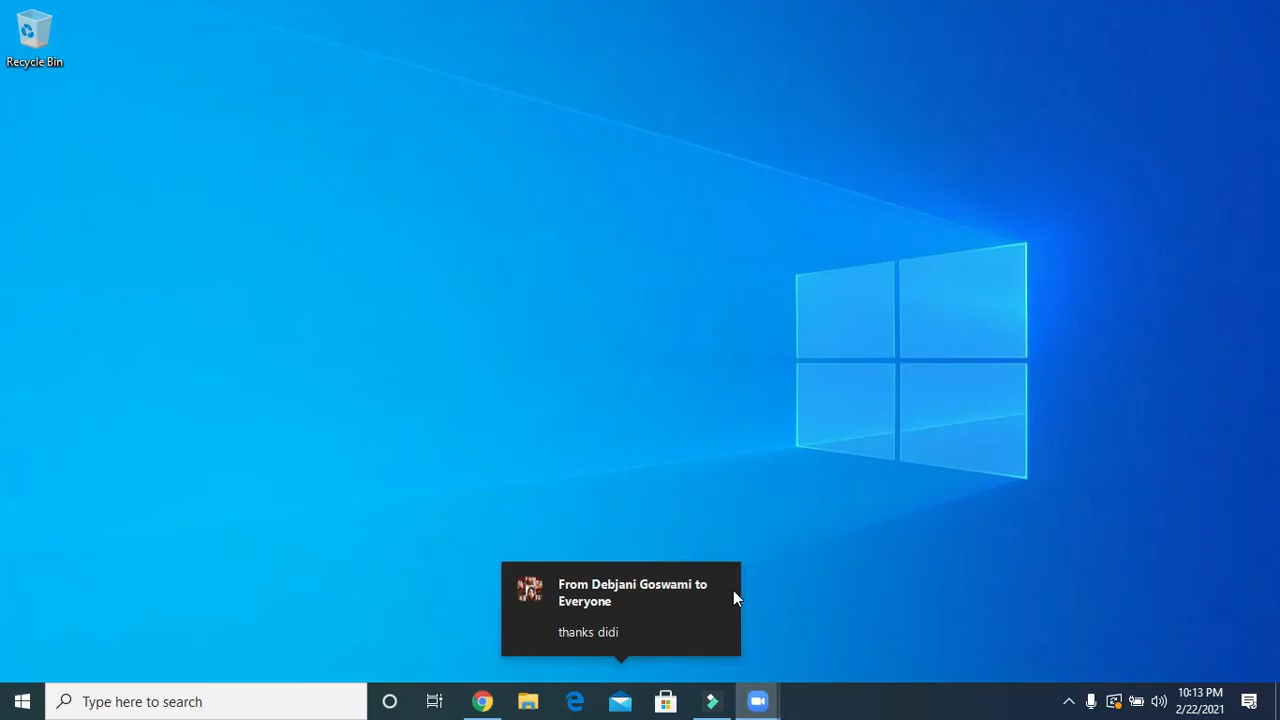 Recycle Bin
From Debjani Goswami to
Everyone
thanks didi
Type here to search
10:13 PM
2/22/2021